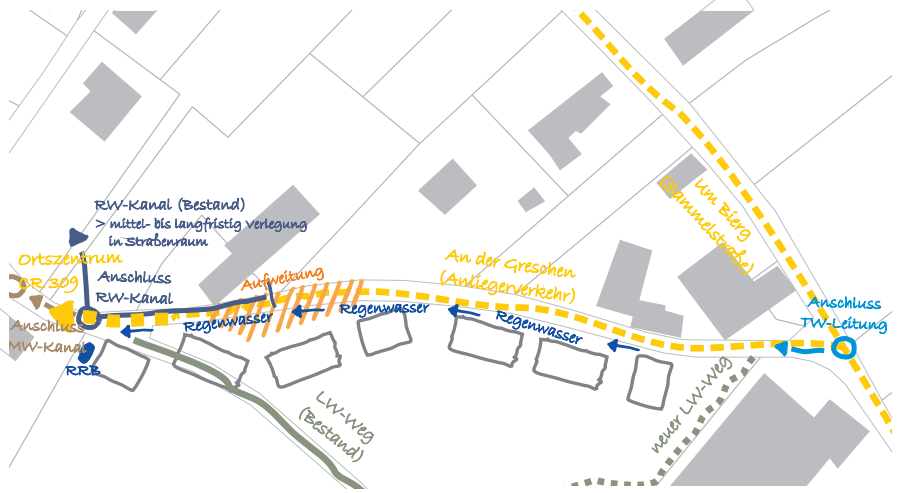 Um Bierg
(Sammelstraße)
RW-Kanal (Bestand)
> mittel- bis langfristig Verlegung
in Straßenraum
Ortszentrum
CR 309
Anschluss
RW-Kanal
Aufweitung
An der Greschen
(Anliegerverkehr)
Anschluss
TW-Leitung
Regenwasser
Regenwasser
Regenwasser
Anschluss
MW-Kanal
RRB
LW-Weg
(Bestand)
neuer LW-Weg